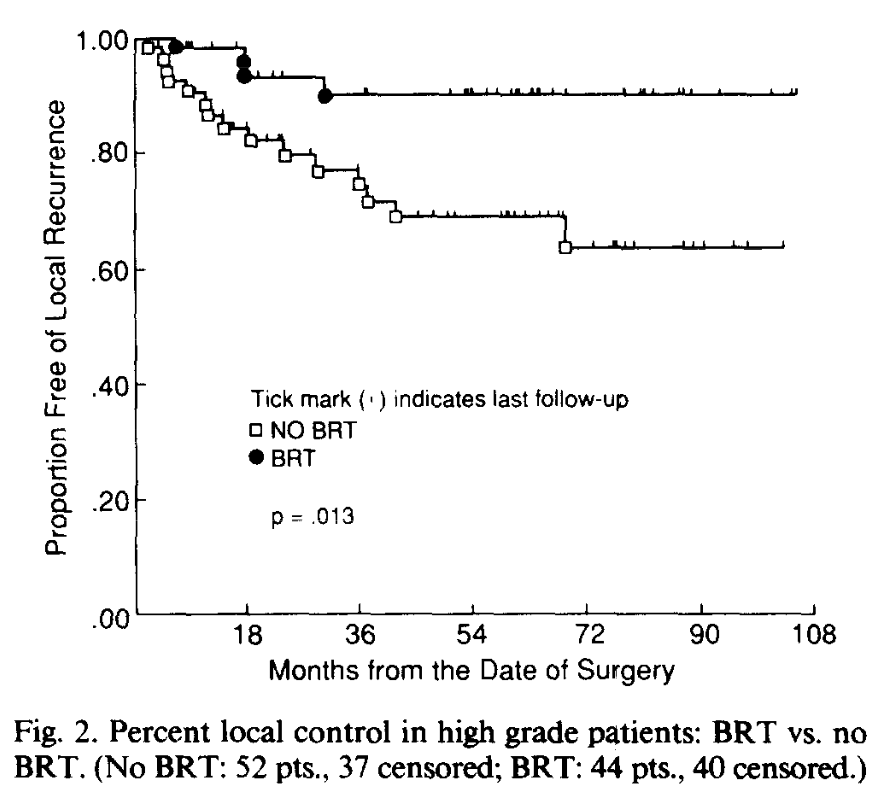 1.00
.80
.60
.40
.20
.00
Proportion Free of Local Recurrence
Tick mark ( ı ) indicates last follow-up
NO BRT
BRT
p = .013
18 36 54 72 90 108
Months from the Date of Surgery
Fig. 2. Percent local control in high grade patients: BRT vs. no
BRT. (No BRT: 52 pts., 37 censored; BRT: 44 pts., 40 censored.)